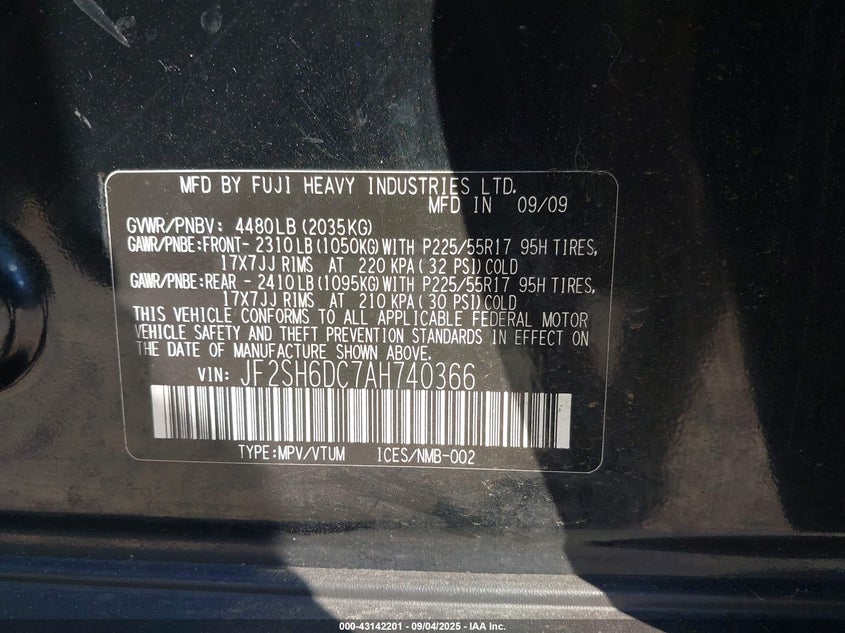 MFD BY FUJI HEAVY INDUSTRIES LTD.
MFD IN 09/09
GVWR/PNBV: 4480LB (2035KG)
GAWR/PNBE:FRONT- 2310LB (1050KG) WITH P225/55R17 95H TIRES,
17X7JJ RIMS AT 220 KPA ( 32 PSI) COLD
GAWR/PNBE:REAR - 2410LB (1095KG) WITH P225/55R17 95H TIRES,
17X7JJ RIMS AT 210 KPA ( 30 PSI) COLD
THIS VEHICLE CONFORMS TO ALL APPLICABLE FEDERAL MOTOR
VEHICLE SAFETY AND THEFT PREVENTION STANDARDS IN EFFECT ON
THE DATE OF MANUFACTURE SHOWN ABOVE.
VIN: JF2SH6DC7AH740366
TYPE:MPV/VTUM ICES/NMB-002
000-43142201 - 09/04/2025 - IAA Inc.